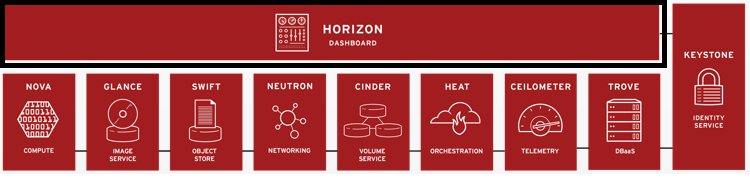 HORIZON
DASHBOARD
KEYSTONE
IDENTITY
SERVICE
NOVA
COMPUTE
GLANCE
IMAGE
SERVICE
SWIFT
OBJECT
STORE
NEUTRON
NETWORKING
CINDER
VOLUME
SERVICE
HEAT
ORCHESTRATION
CEILOMETER
TELEMETRY
TROVE
DBaaS